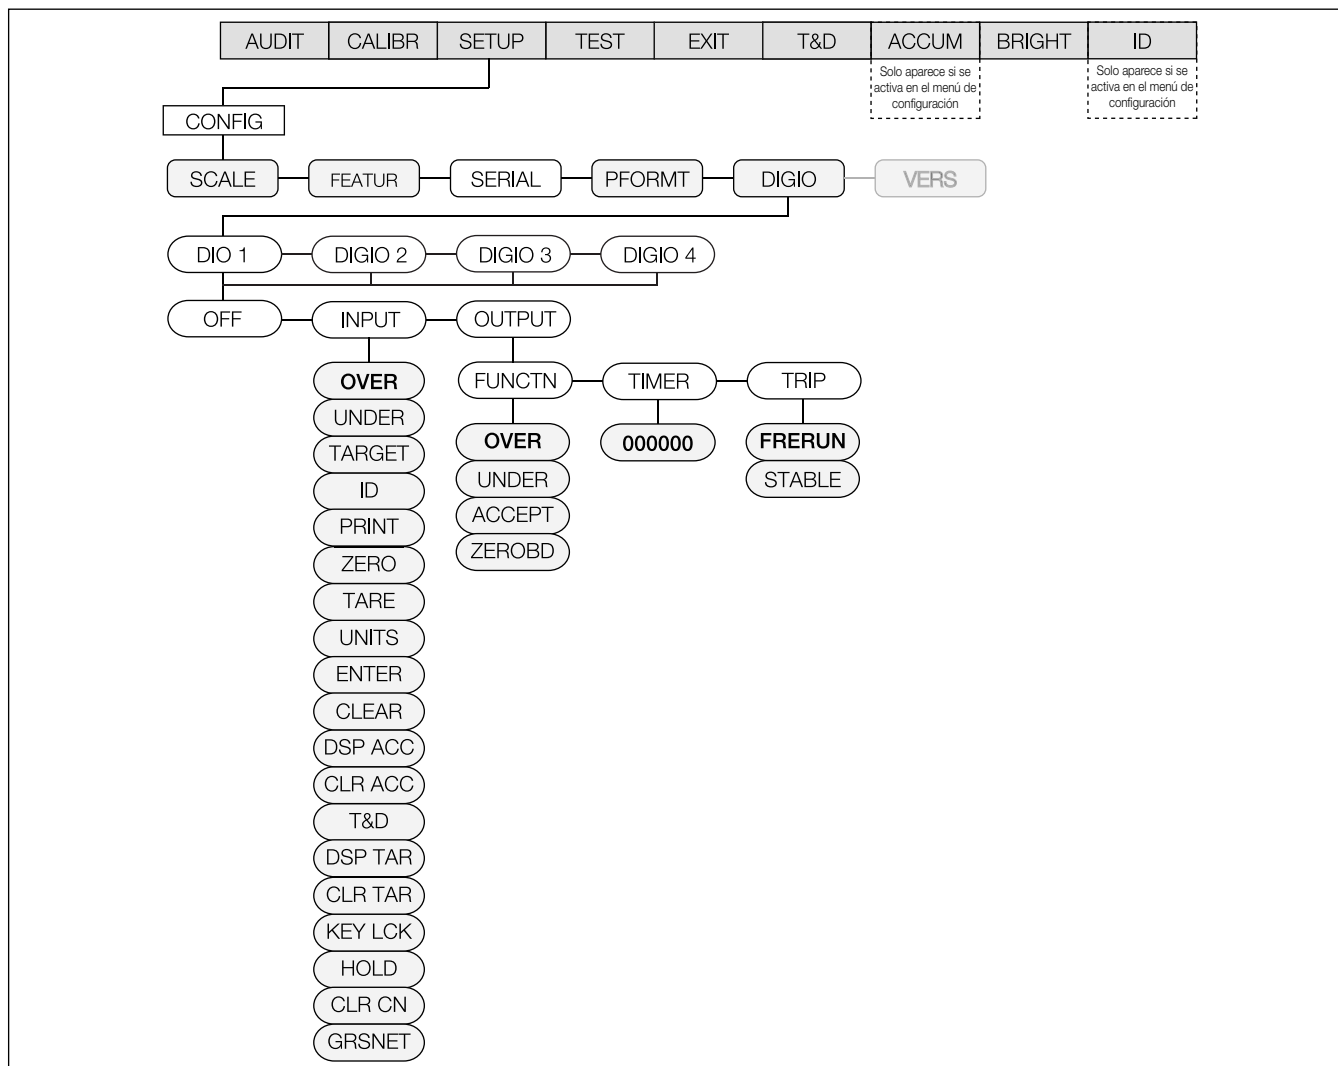 AUDIT CALIBR SETUP TEST EXIT T&D ACCUM BRIGHT ID
Solo aparece si se
activa en el menú de
configuración
Solo aparece si se
activa en el menú de
configuración
CONFIG
SCALE FEATUR SERIAL PFORMT DIGIO VERS
DIO 1 DIGIO 2 DIGIO 3 DIGIO 4
OFF INPUT OUTPUT
OVER
UNDER
TARGET
ID
PRINT
ZERO
TARE
UNITS
ENTER
CLEAR
DSP ACC
CLR ACC
T&D
DSP TAR
CLR TAR
KEY LCK
HOLD
CLR CN
GRSNET
FUNCTN TIMER TRIP
OVER
UNDER
ACCEPT
ZEROBD
000000
FRERUN
STABLE